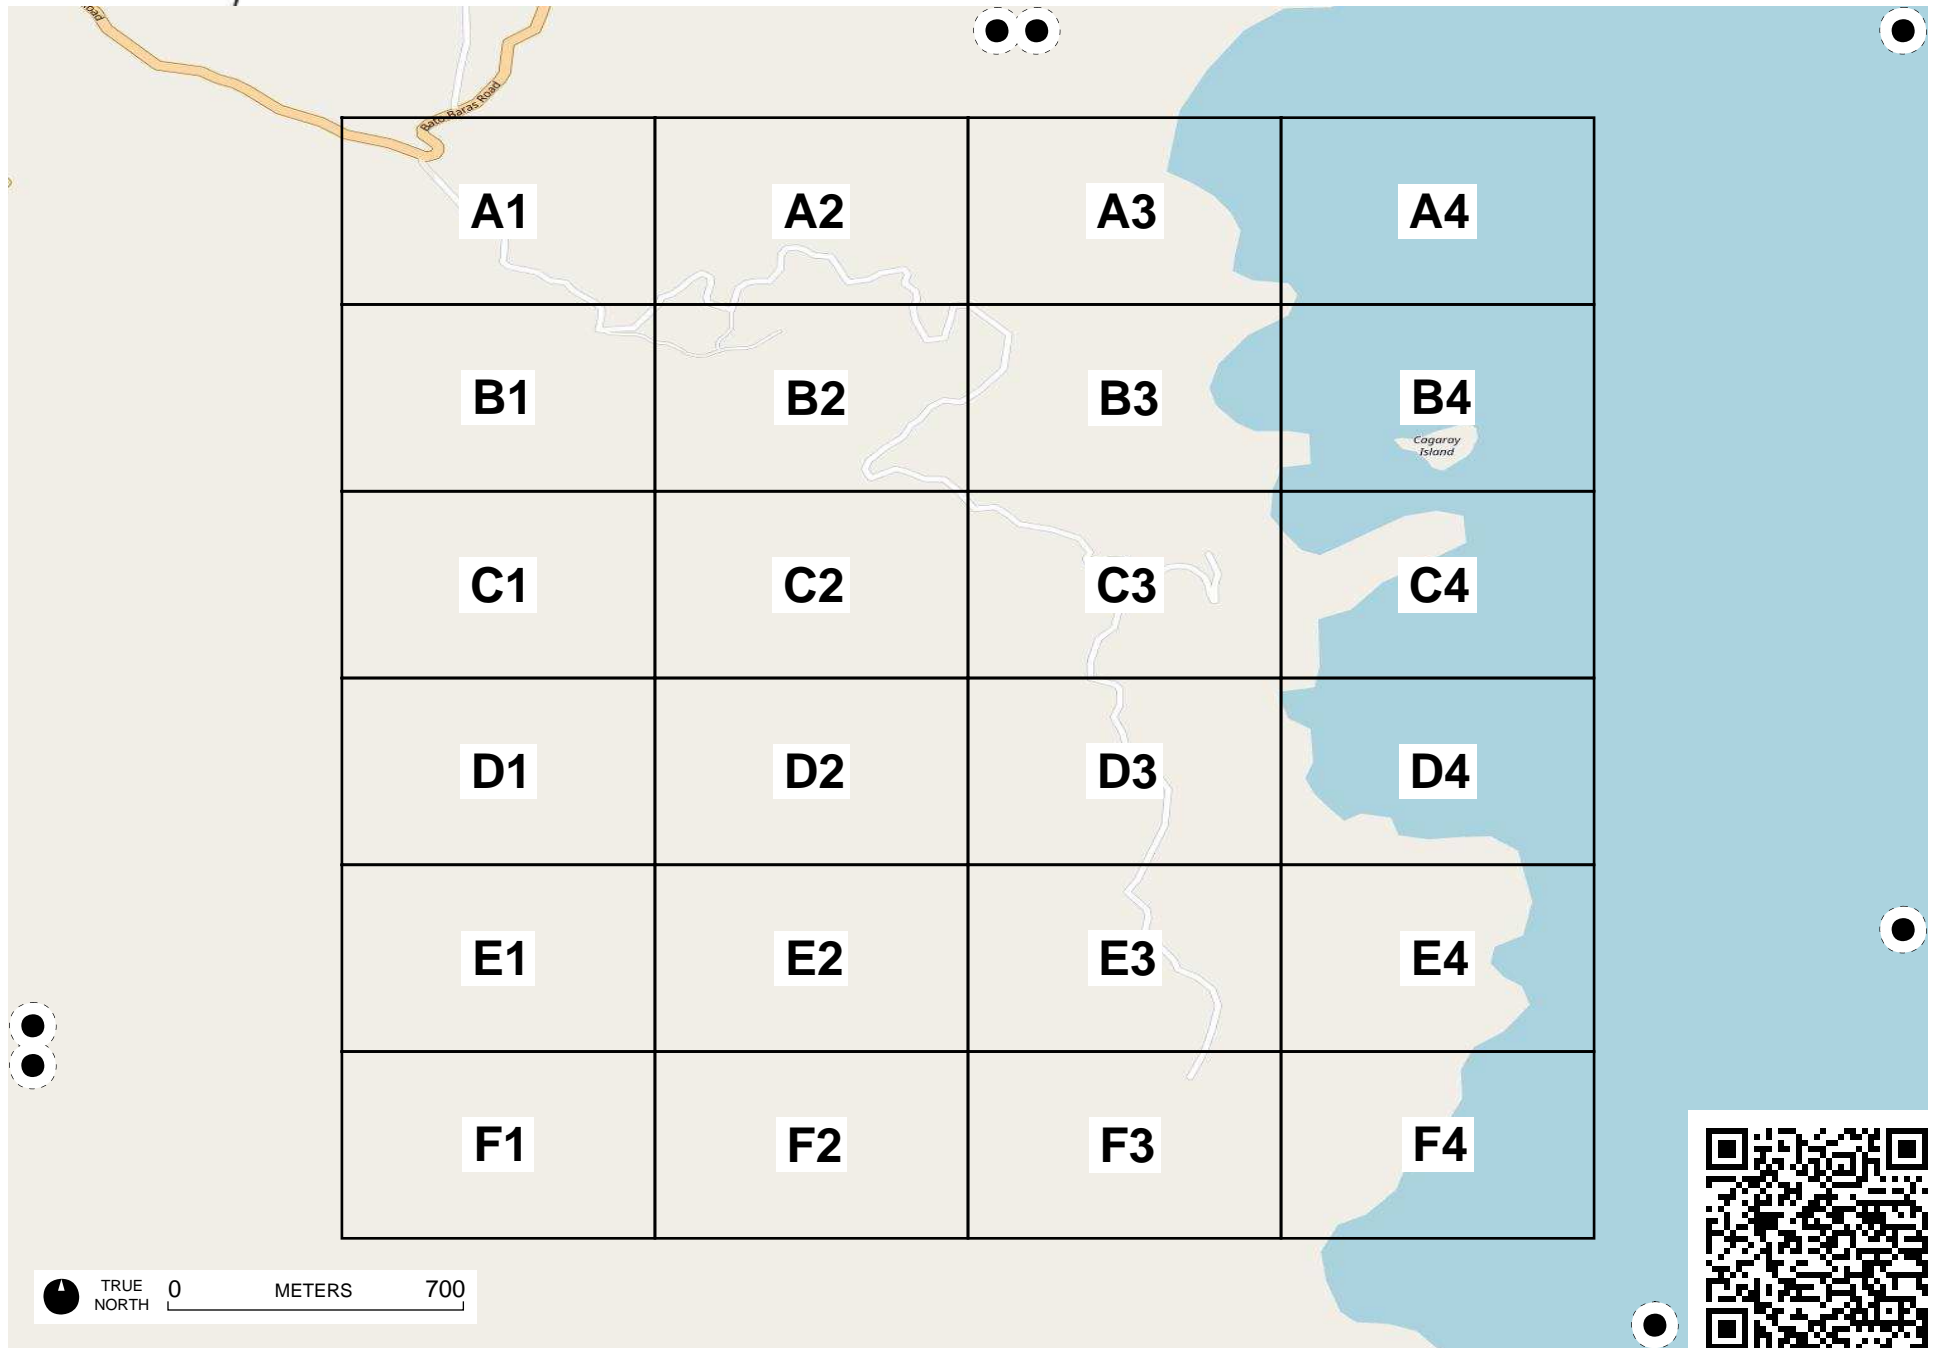 Road
Bato Baras Road
A1 A2 A3 A4
B1 B2 B3 B4
Cagaray
Island
C1 C2 C3 C4
D1 D2 D3 D4
E1 E2 E3 E4
F1 F2 F3 F4
TRUE
NORTH
0 METERS 700